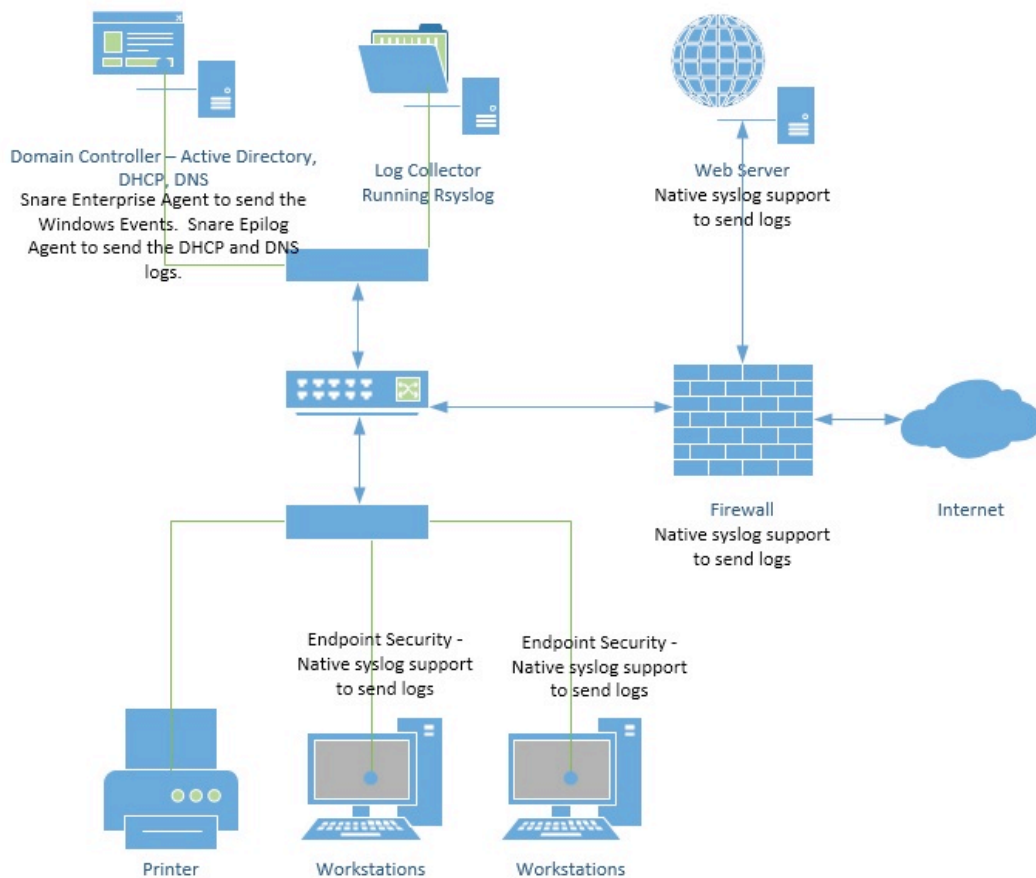 Domain Controller – Active Directory,
DHCP, DNS
Snare Enterprise Agent to send the
Windows Events. Snare Epilog
Agent to send the DHCP and DNS
logs.
Log Collector
Running Rsyslog
Web Server
Native syslog support
to send logs
Firewall
Native syslog support
to send logs
Internet
Endpoint Security -
Native syslog support
to send logs
Endpoint Security -
Native syslog support
to send logs
Printer
Workstations
Workstations